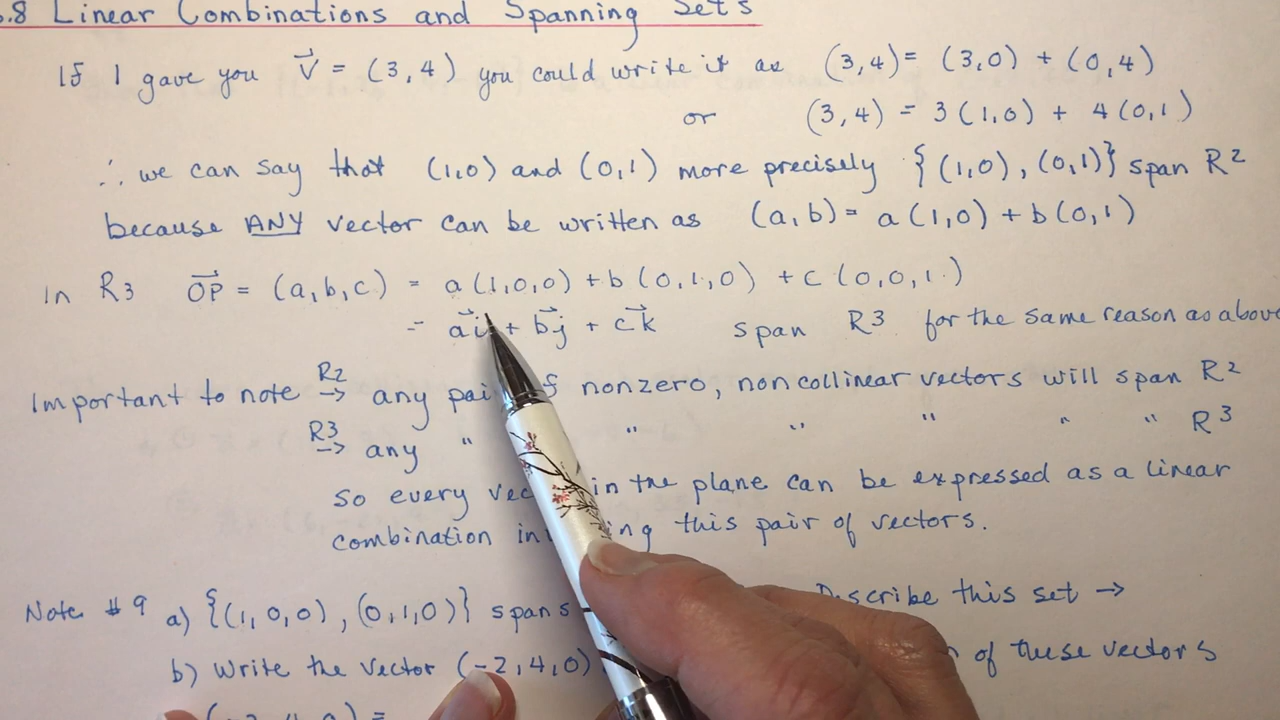 .8 Linear Combinations and Spanning Sets
If I gave you V⃗ = (3,4) you could write it as (3,4) = (3,0) + (0,4)
or (3,4) = 3(1,0) + 4(0,1)
∴ we can say that (1,0) and (0,1) more precisely {(1,0), (0,1)} span R²
because ANY vector can be written as (a,b) = a(1,0) + b(0,1)
In R3 OP⃗ = (a,b,c) = a(1,0,0) + b(0,1,0) + c(0,0,1)
= ai⃗ + bj⃗ + ck⃗ span R³ for the same reason as above
Important to note R2 → any pair of nonzero, noncollinear vectors will span R²
R3 → any " " " " " " R³
So every in the plane can be expressed as a linear
combination this pair of vectors.
Note #9 a) {(1,0,0), (0,1,0)} spans Describe this set →
b) Write the vector (-2,4,0) of these vectors
(-2,4,0) =